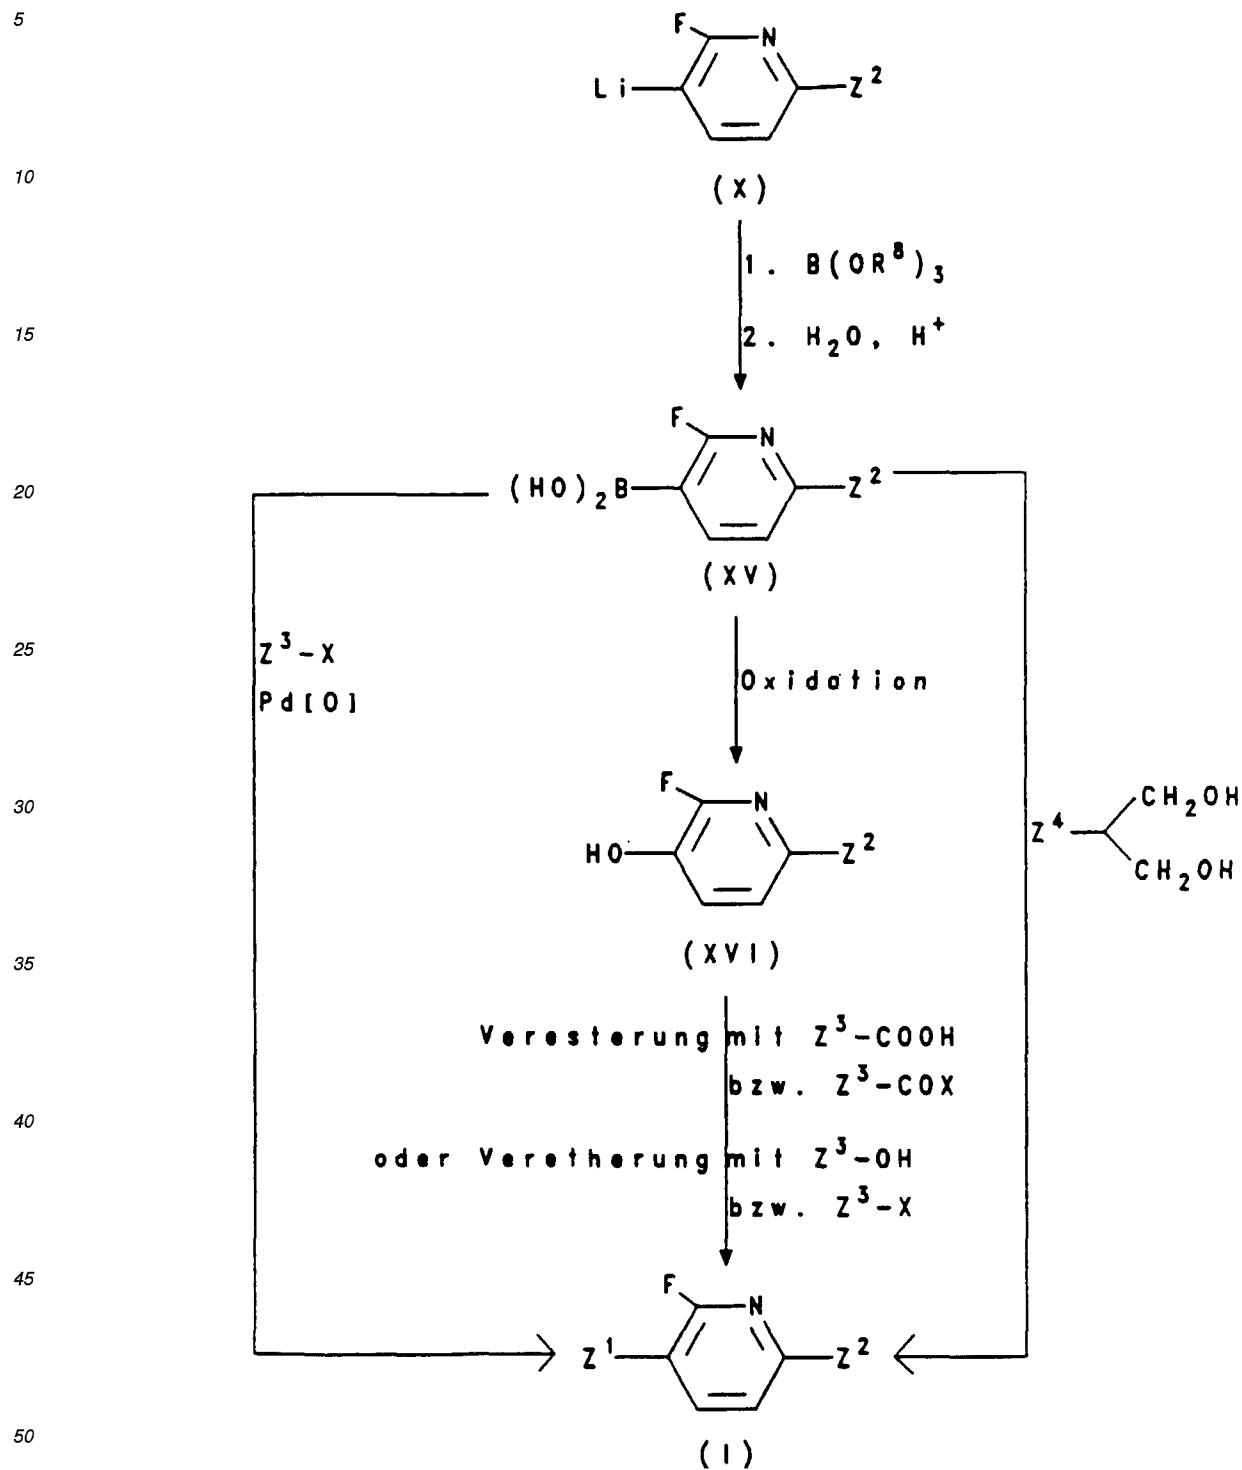 5
F N
Li Z²
10
(X)
1. B(OR⁸)₃
15
2. H₂O, H⁺
F N
20
(HO)₂B Z²
(XV)
25
Z³-X
Oxidation
Pd[0]
F N
30
CH₂OH
HO Z²
Z⁴
CH₂OH
35
(XVI)
Veresterung mit Z³-COOH
bzw. Z³-COX
40
oder Veretherung mit Z³-OH
bzw. Z³-X
45
F N
Z¹ Z²
50
(I)